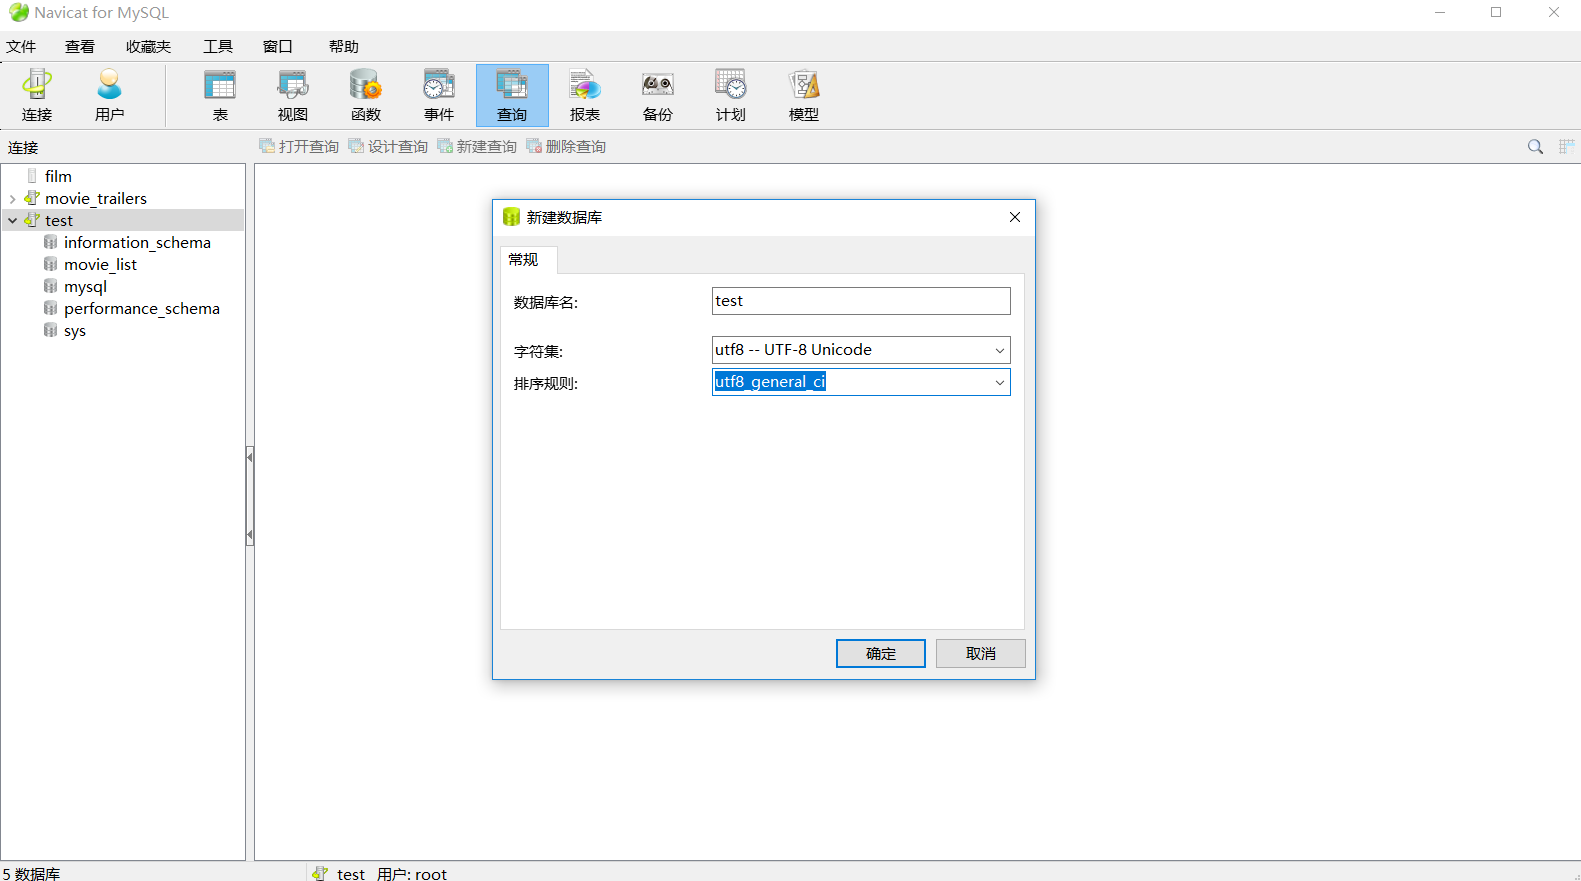 Navicat for MySQL
文件 查看 收藏夹 工具 窗口 帮助
连接 用户 表 视图 函数 事件 查询 报表 备份 计划 模型
连接 打开查询 设计查询 新建查询 删除查询
film
movie_trailers
test
information_schema
movie_list
mysql
performance_schema
sys
新建数据库
常规
数据库名: test
字符集: utf8 -- UTF-8 Unicode
排序规则: utf8_general_ci
确定 取消
5 数据库 test 用户: root